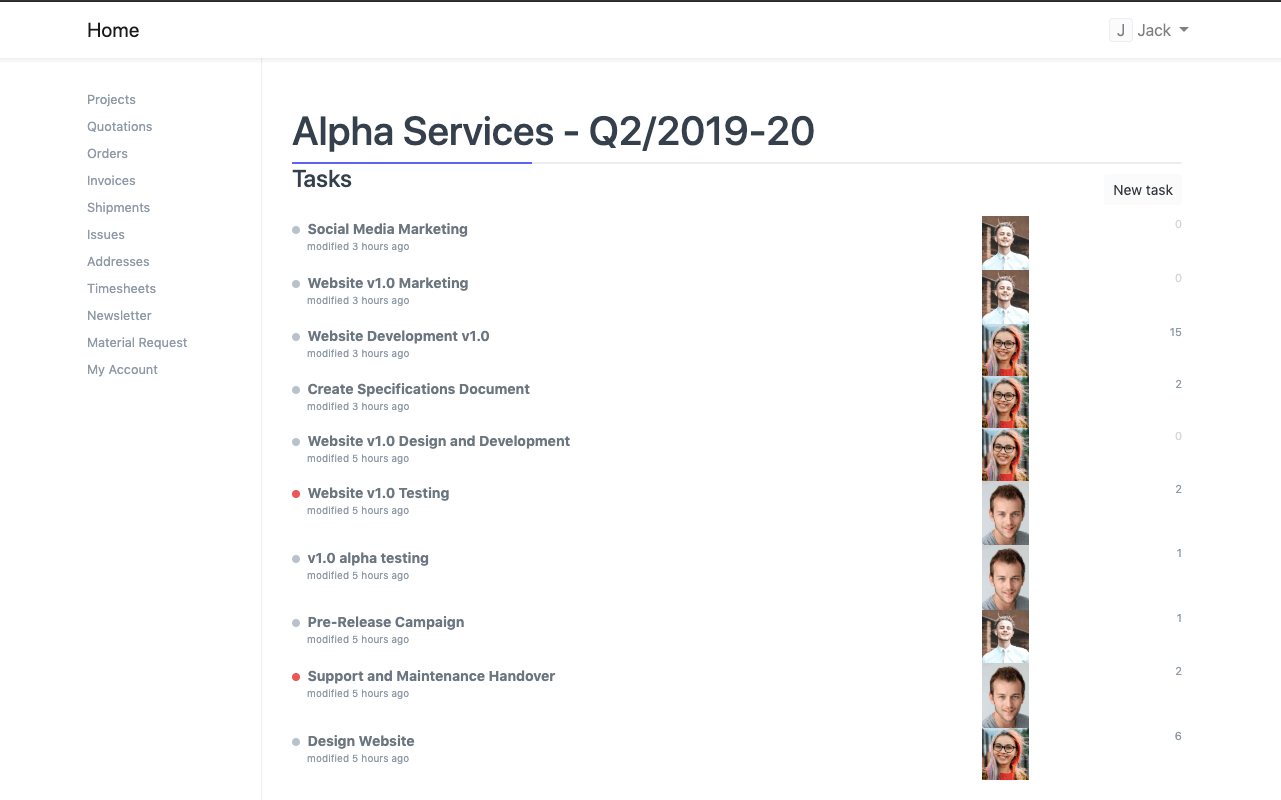 Home
J Jack
Projects
Quotations
Orders
Invoices
Shipments
Issues
Addresses
Timesheets
Newsletter
Material Request
My Account
Alpha Services - Q2/2019-20
Tasks
New task
Social Media Marketing
modified 3 hours ago
0
Website v1.0 Marketing
modified 3 hours ago
0
Website Development v1.0
modified 3 hours ago
15
Create Specifications Document
modified 3 hours ago
2
Website v1.0 Design and Development
modified 5 hours ago
0
Website v1.0 Testing
modified 5 hours ago
2
v1.0 alpha testing
modified 5 hours ago
1
Pre-Release Campaign
modified 5 hours ago
1
Support and Maintenance Handover
modified 5 hours ago
2
Design Website
modified 5 hours ago
6